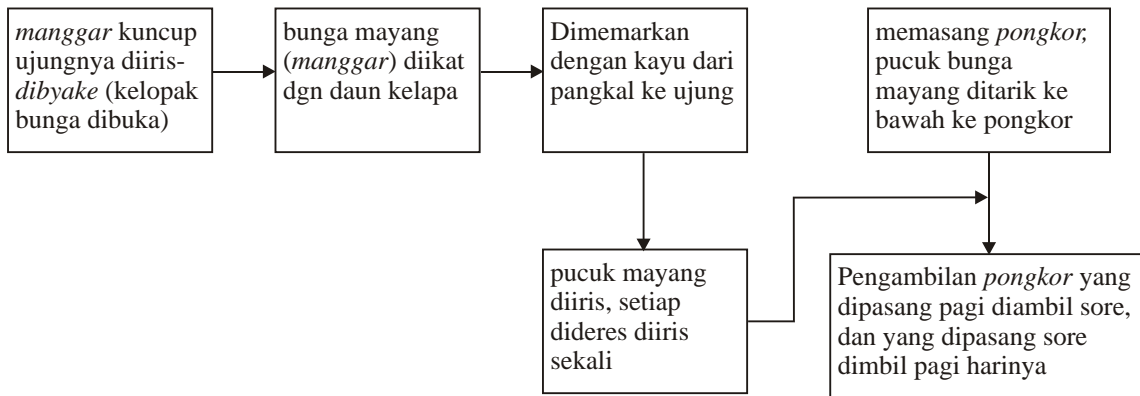 manggar kuncup
ujungnya diiris-
dibyake (kelopak
bunga dibuka)
bunga mayang
(manggar) diikat
dgn daun kelapa
Dimemarkan
dengan kayu dari
pangkal ke ujung
memasang pongkor,
pucuk bunga
mayang ditarik ke
bawah ke pongkor
pucuk mayang
diiris, setiap
dideres diiris
sekali
Pengambilan pongkor yang
dipasang pagi diambil sore,
dan yang dipasang sore
dimbil pagi harinya